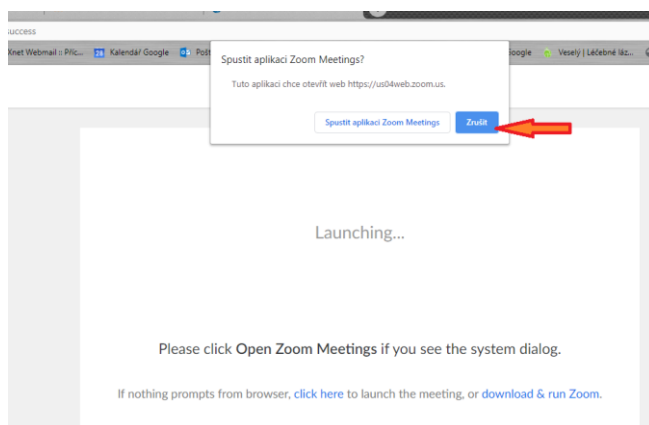 success
Xnet Webmail :: Přic...
Kalendář Google
Pošt
oogle
Veselý | Léčebné láz...
Spustit aplikaci Zoom Meetings?
Tuto aplikaci chce otevřít web https://us04web.zoom.us.
Spustit aplikaci Zoom Meetings
Zrušit
Launching...
Please click Open Zoom Meetings if you see the system dialog.
If nothing prompts from browser, click here to launch the meeting, or download & run Zoom.